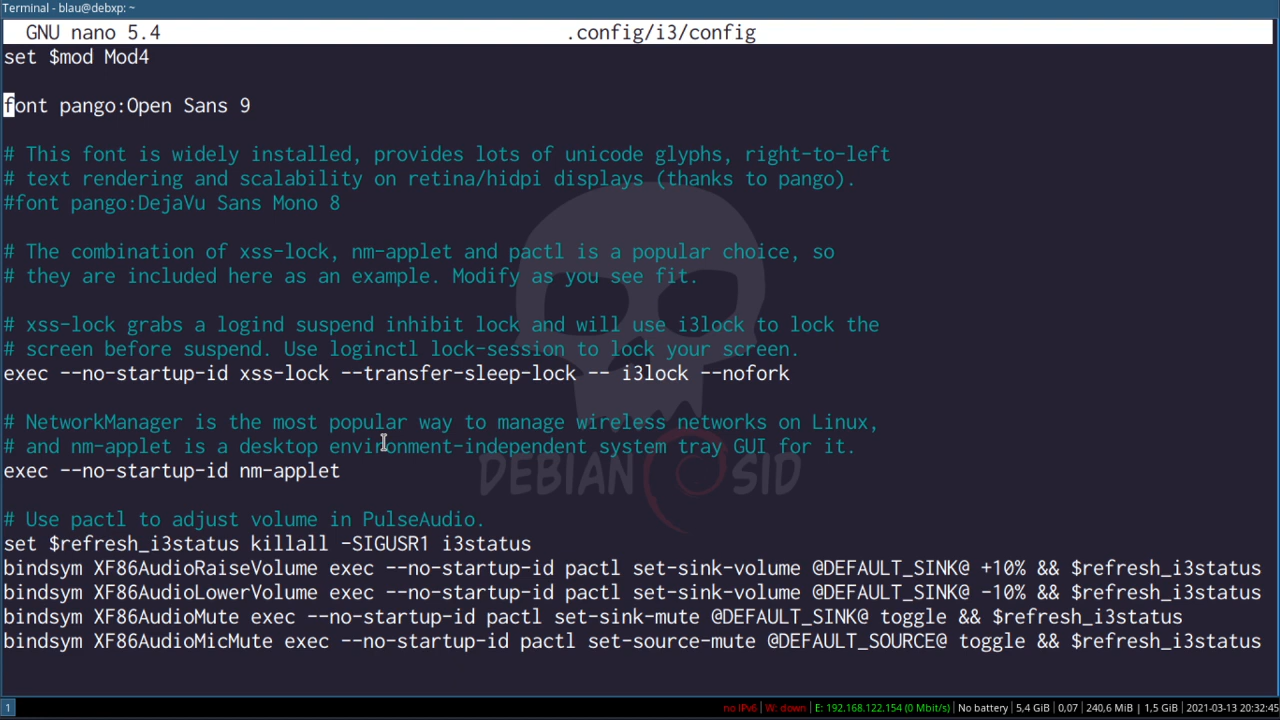 Terminal - blau@debxp: ~
GNU nano 5.4 .config/i3/config
set $mod Mod4
font pango:Open Sans 9
# This font is widely installed, provides lots of unicode glyphs, right-to-left
# text rendering and scalability on retina/hidpi displays (thanks to pango).
#font pango:DejaVu Sans Mono 8
# The combination of xss-lock, nm-applet and pactl is a popular choice, so
# they are included here as an example. Modify as you see fit.
# xss-lock grabs a logind suspend inhibit lock and will use i3lock to lock the
# screen before suspend. Use loginctl lock-session to lock your screen.
exec --no-startup-id xss-lock --transfer-sleep-lock -- i3lock --nofork
# NetworkManager is the most popular way to manage wireless networks on Linux,
# and nm-applet is a desktop environment-independent system tray GUI for it.
exec --no-startup-id nm-applet
DEBIAN SID
# Use pactl to adjust volume in PulseAudio.
set $refresh_i3status killall -SIGUSR1 i3status
bindsym XF86AudioRaiseVolume exec --no-startup-id pactl set-sink-volume @DEFAULT_SINK@ +10% && $refresh_i3status
bindsym XF86AudioLowerVolume exec --no-startup-id pactl set-sink-volume @DEFAULT_SINK@ -10% && $refresh_i3status
bindsym XF86AudioMute exec --no-startup-id pactl set-sink-mute @DEFAULT_SINK@ toggle && $refresh_i3status
bindsym XF86AudioMicMute exec --no-startup-id pactl set-source-mute @DEFAULT_SOURCE@ toggle && $refresh_i3status
1 no IPv6 | W: down | E: 192.168.122.154 (0 Mbit/s) | No battery | 5,4 GiB | 0,07 | 240,6 MiB | 1,5 GiB | 2021-03-13 20:32:45